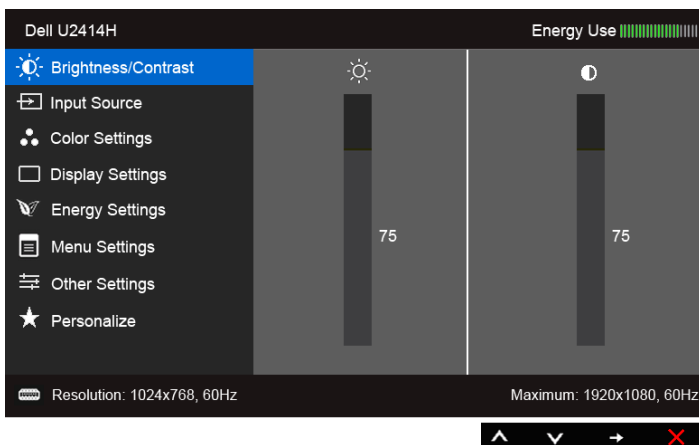 Dell U2414H
Energy Use
Brightness/Contrast
Input Source
Color Settings
Display Settings
Energy Settings
Menu Settings
Other Settings
Personalize
75
75
Resolution: 1024x768, 60Hz
Maximum: 1920x1080, 60Hz